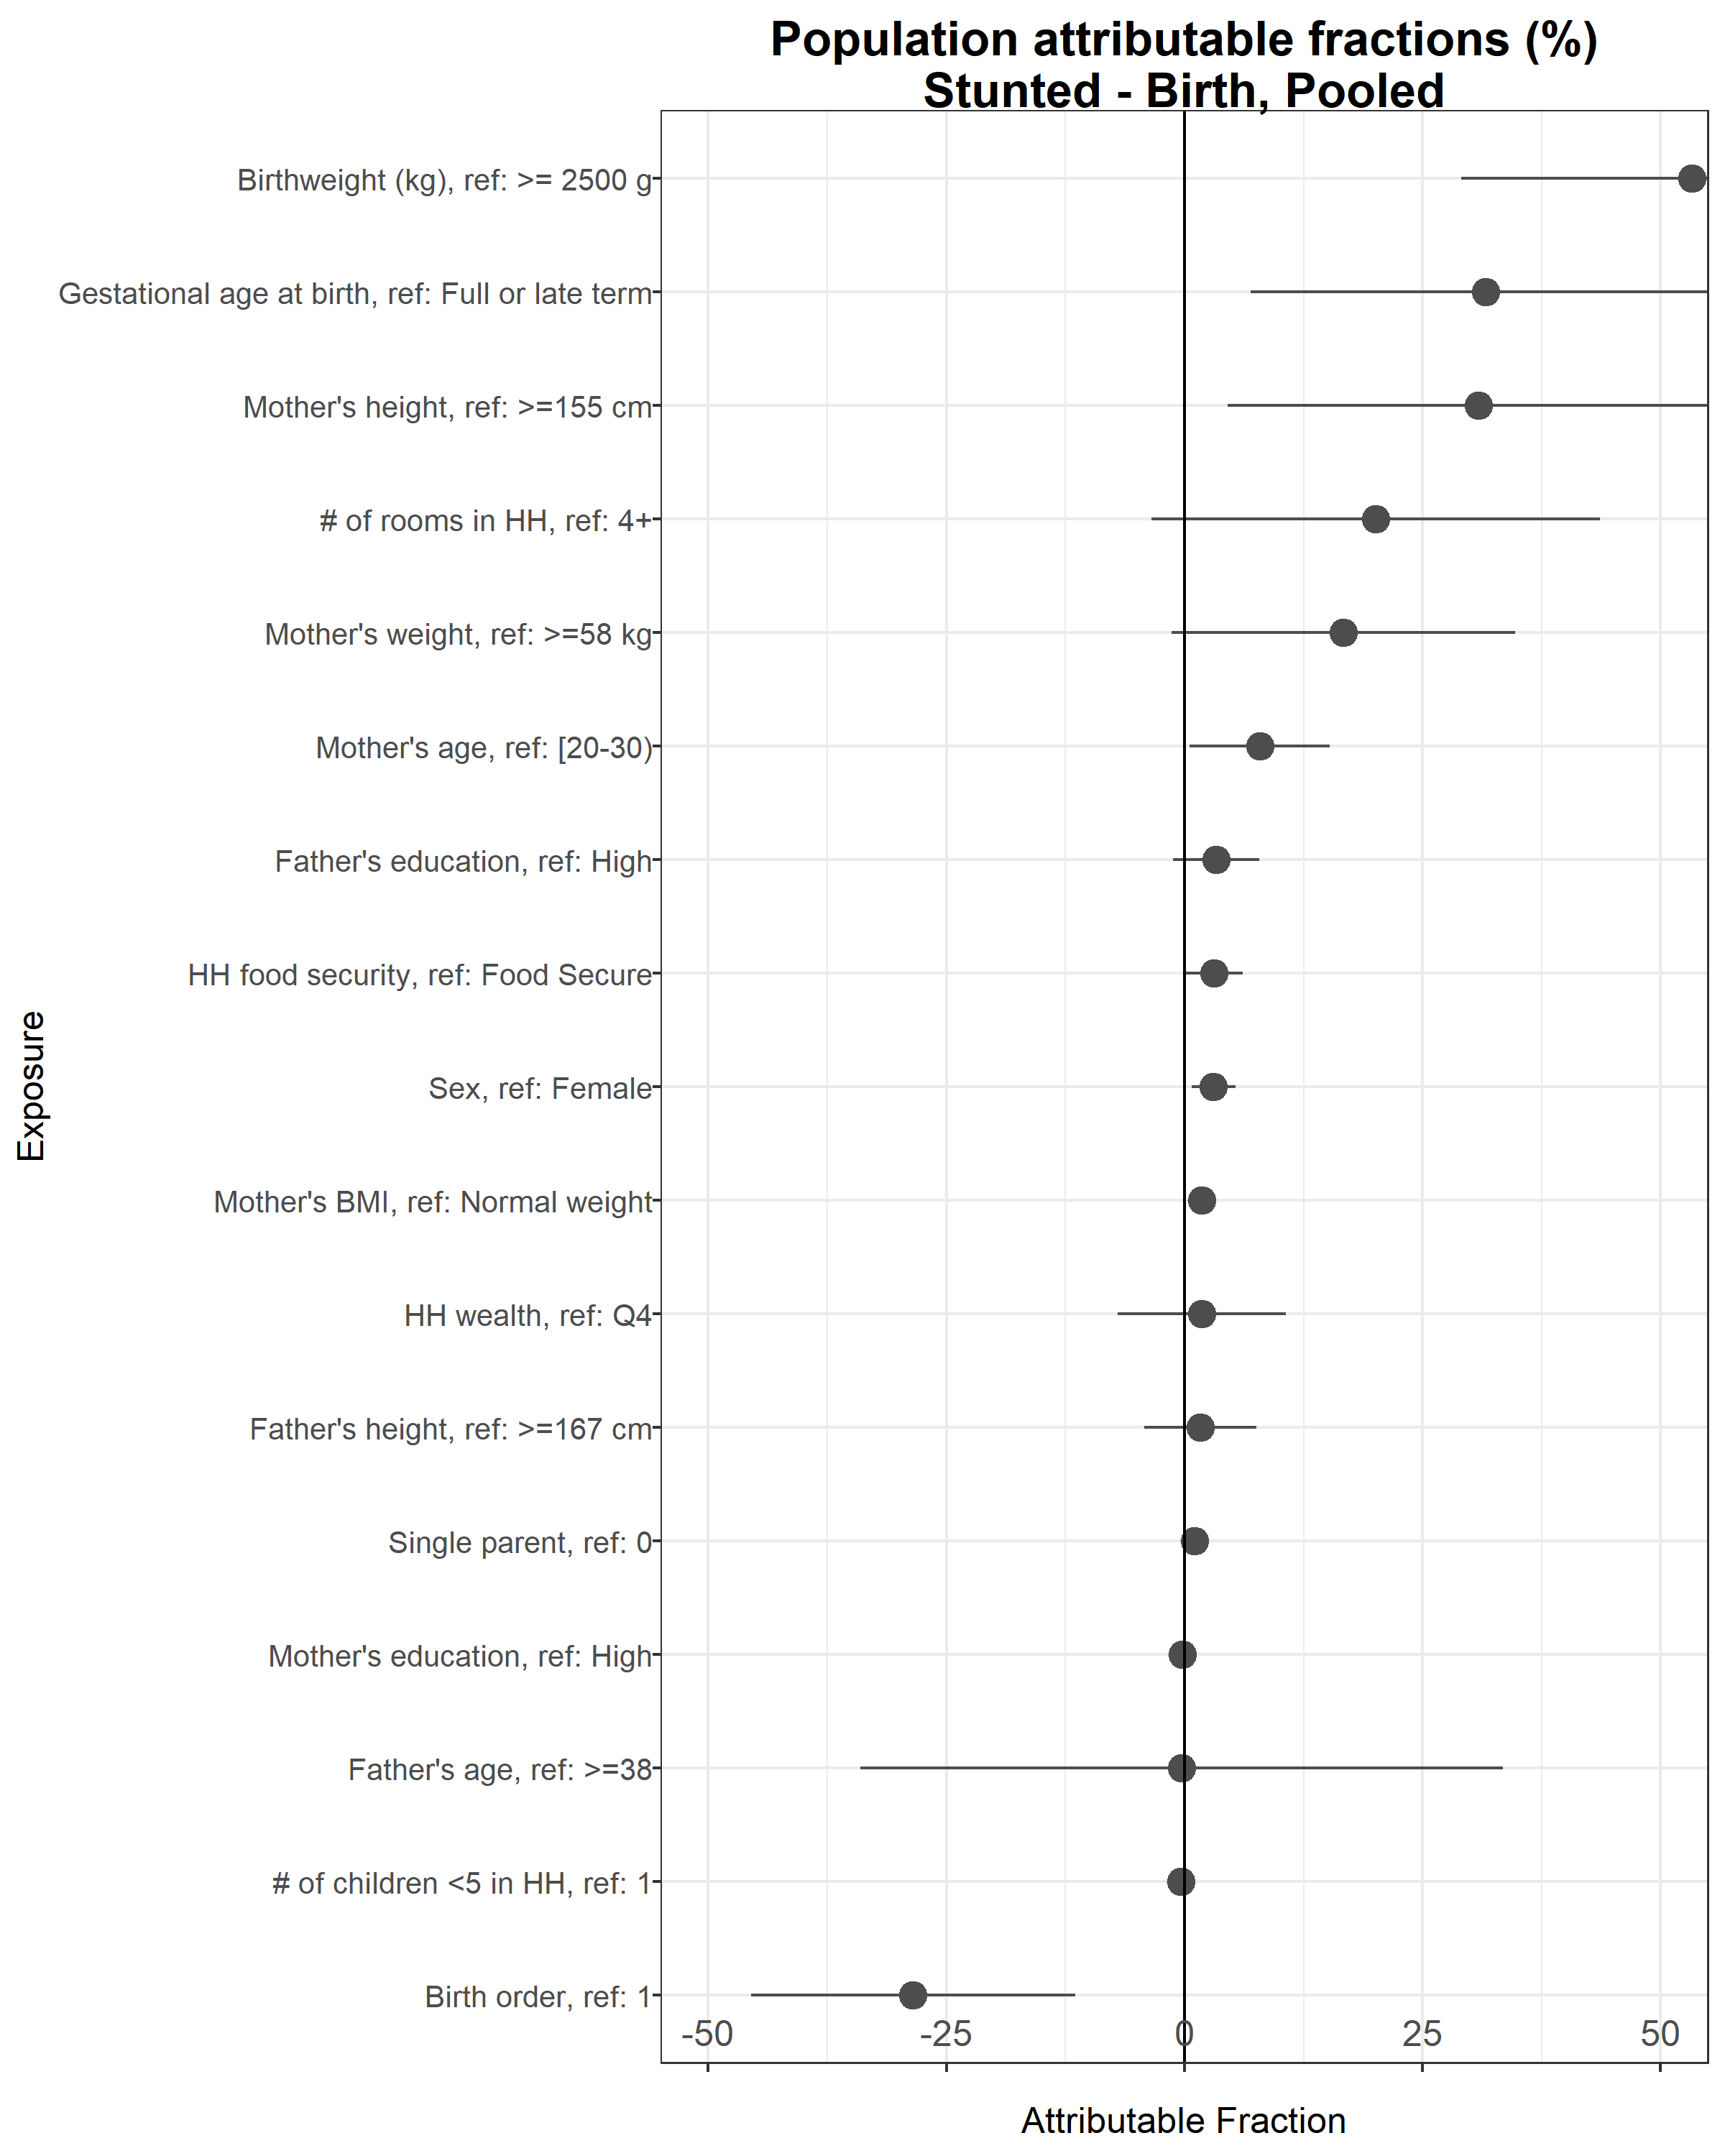 Population attributable fractions (%)
Stunted - Birth, Pooled
Exposure
Birthweight (kg), ref: >= 2500 g
Gestational age at birth, ref: Full or late term
Mother's height, ref: >=155 cm
# of rooms in HH, ref: 4+
Mother's weight, ref: >=58 kg
Mother's age, ref: [20-30)
Father's education, ref: High
HH food security, ref: Food Secure
Sex, ref: Female
Mother's BMI, ref: Normal weight
HH wealth, ref: Q4
Father's height, ref: >=167 cm
Single parent, ref: 0
Mother's education, ref: High
Father's age, ref: >=38
# of children <5 in HH, ref: 1
Birth order, ref: 1
-50 -25 0 25 50
Attributable Fraction